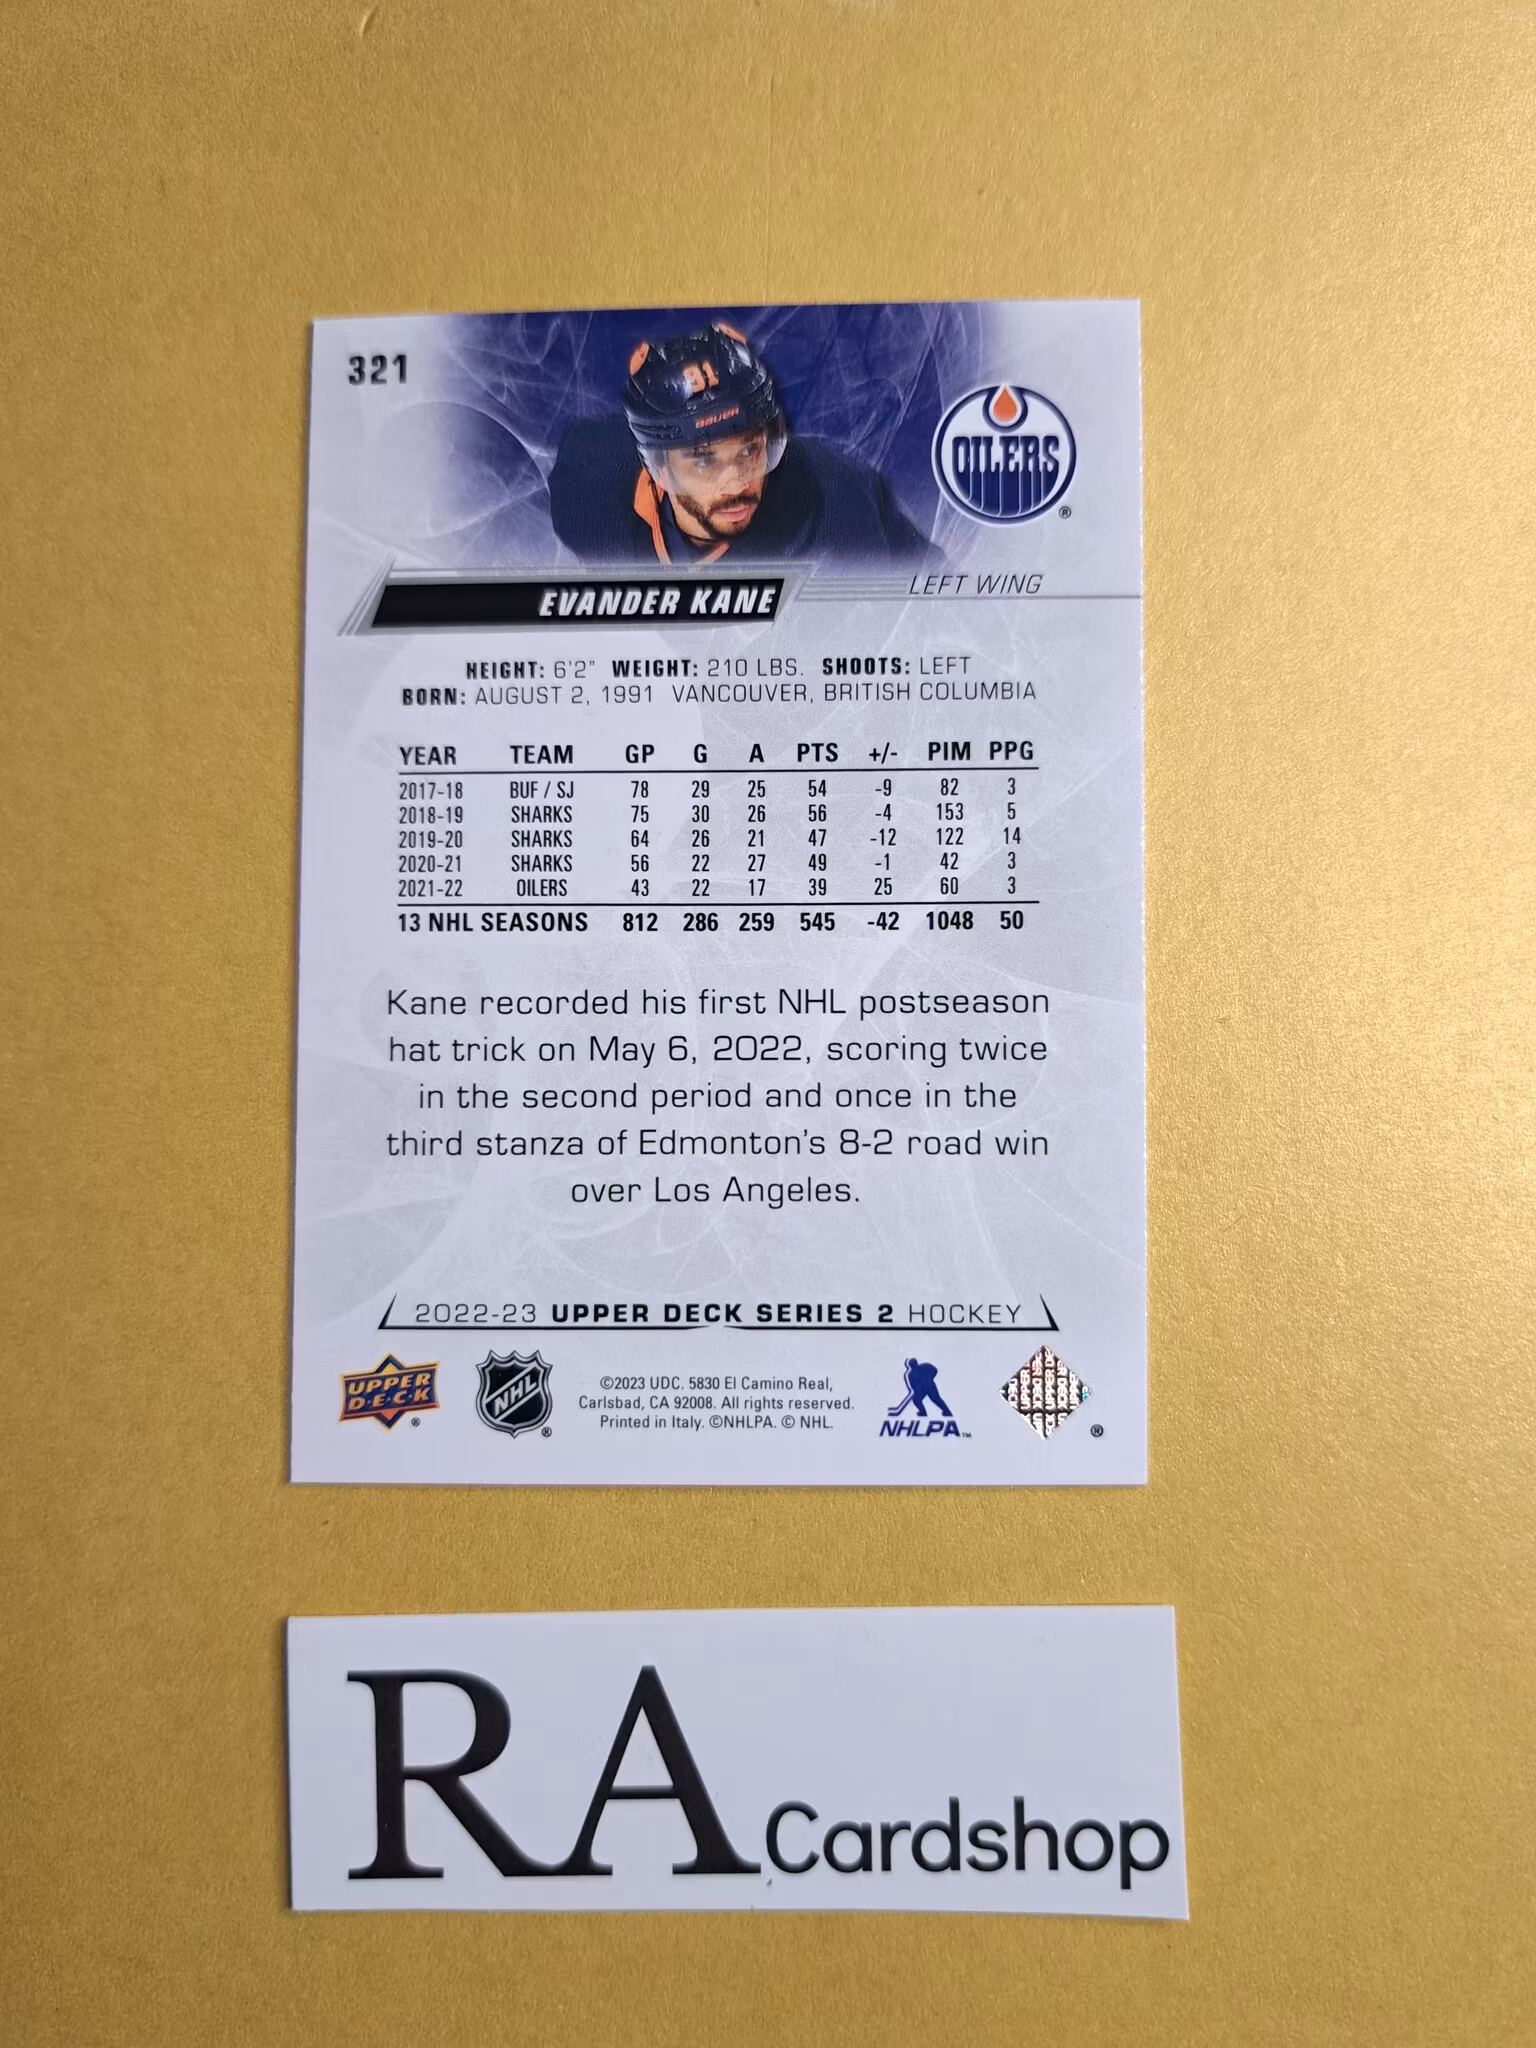 321
91
BAUER
OILERS
®
EVANDER KANE
LEFT WING
HEIGHT: 6'2" WEIGHT: 210 LBS. SHOOTS: LEFT
BORN: AUGUST 2, 1991 VANCOUVER, BRITISH COLUMBIA
YEAR TEAM GP G A PTS +/- PIM PPG
2017-18 BUF / SJ 78 29 25 54 -9 82 3
2018-19 SHARKS 75 30 26 56 -4 153 5
2019-20 SHARKS 64 26 21 47 -12 122 14
2020-21 SHARKS 56 22 27 49 -1 42 3
2021-22 OILERS 43 22 17 39 25 60 3
13 NHL SEASONS 812 286 259 545 -42 1048 50
Kane recorded his first NHL postseason
hat trick on May 6, 2022, scoring twice
in the second period and once in the
third stanza of Edmonton's 8-2 road win
over Los Angeles.
2022-23 UPPER DECK SERIES 2 HOCKEY
UPPER
D·E·C·K
®
NHL
®
©2023 UDC. 5830 El Camino Real,
Carlsbad, CA 92008. All rights reserved.
Printed in Italy. ©NHLPA. © NHL.
NHLPA™
®
RA Cardshop